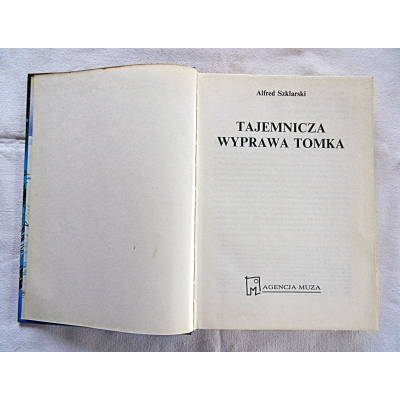 Alfred Szklarski
TAJEMNICZA
WYPRAWA TOMKA
M AGENCJA MUZA